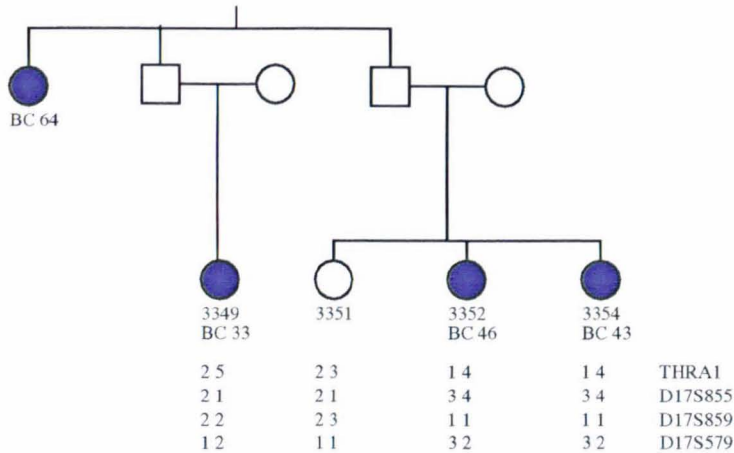 BC 64
3349 3351 3352 3354
BC 33 BC 46 BC 43
2 5 2 3 1 4 1 4 THRA1
2 1 2 1 3 4 3 4 D17S855
2 2 2 3 1 1 1 1 D17S859
1 2 1 1 3 2 3 2 D17S579